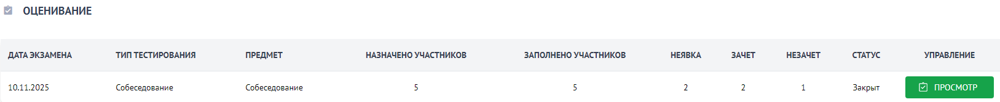 ОЦЕНИВАНИЕ
ДАТА ЭКЗАМЕНА ТИП ТЕСТИРОВАНИЯ ПРЕДМЕТ НАЗНАЧЕНО УЧАСТНИКОВ ЗАПОЛНЕНО УЧАСТНИКОВ НЕЯВКА ЗАЧЕТ НЕЗАЧЕТ СТАТУС УПРАВЛЕНИЕ
10.11.2025 Собеседование Собеседование 5 5 2 2 1 Закрыт ПРОСМОТР